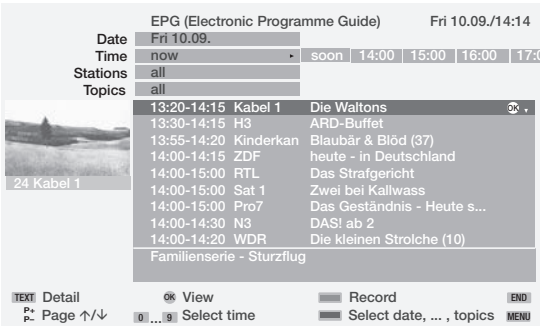 EPG (Electronic Programme Guide) Fri 10.09./14:14
Date Fri 10.09.
Time now soon 14:00 15:00 16:00 17:0
Stations all
Topics all
13:20-14:15 Kabel 1 Die Waltons OK
13:30-14:15 H3 ARD-Buffet
13:55-14:20 Kinderkan Blaubär & Blöd (37)
14:00-14:15 ZDF heute - in Deutschland
14:00-15:00 RTL Das Strafgericht
14:00-15:00 Sat 1 Zwei bei Kallwass
14:00-15:00 Pro7 Das Geständnis - Heute s...
14:00-14:30 N3 DAS! ab 2
14:00-14:20 WDR Die kleinen Strolche (10)
24 Kabel 1
Familienserie - Sturzflug
TEXT Detail OK View Record END
P+ P- Page ↑/↓ 0 ... 9 Select time Select date, ... , topics MENU